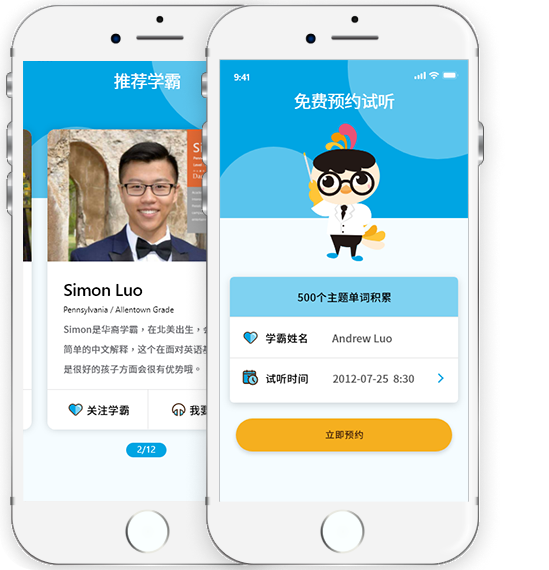 推荐学霸
Simon Luo
Pennsylvania / Allentown Grade
Simon是华裔学霸，在北美出生，
简单的中文解释，这个在面对英语
是很好的孩子方面会很有优势哦。
关注学霸
我要
2/12
9:41
免费预约试听
500个主题单词积累
学霸姓名
Andrew Luo
试听时间
2012-07-25 8:30
立即预约